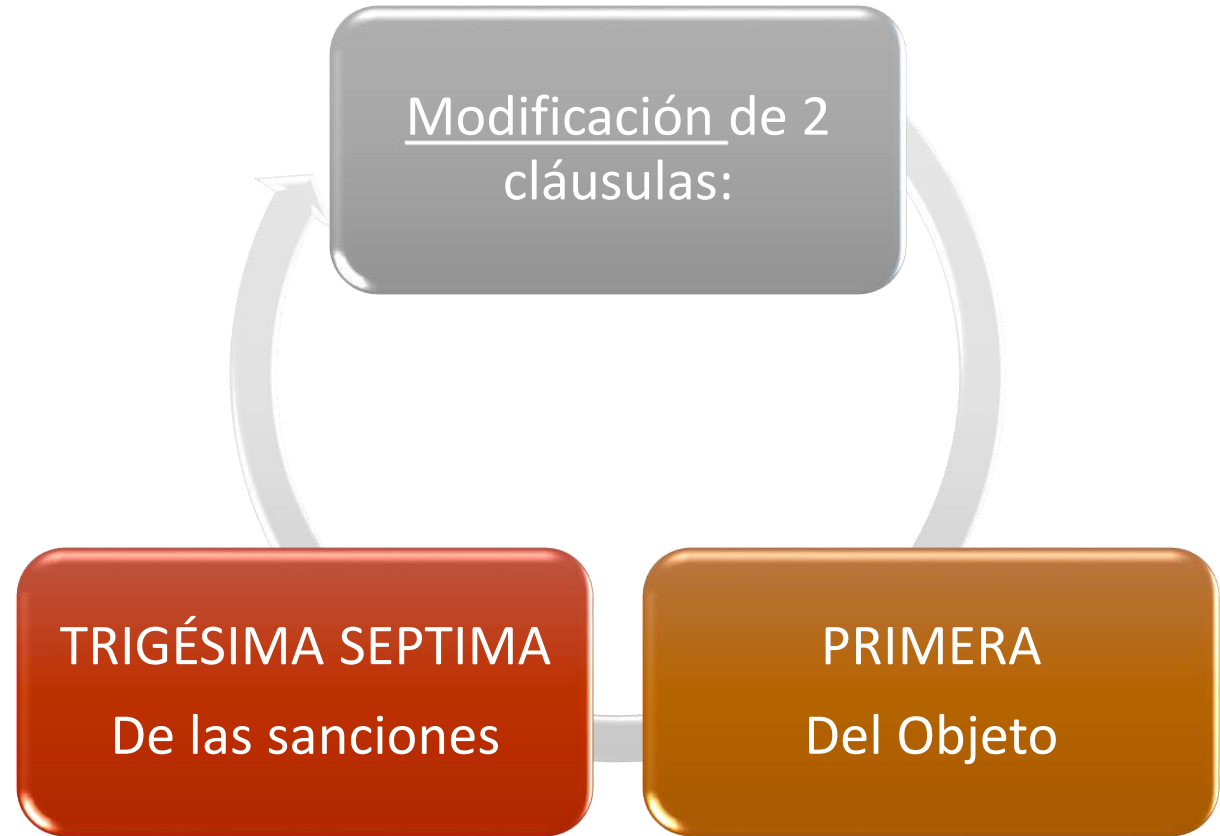 Modificación de 2
cláusulas:
TRIGÉSIMA SEPTIMA
De las sanciones
PRIMERA
Del Objeto